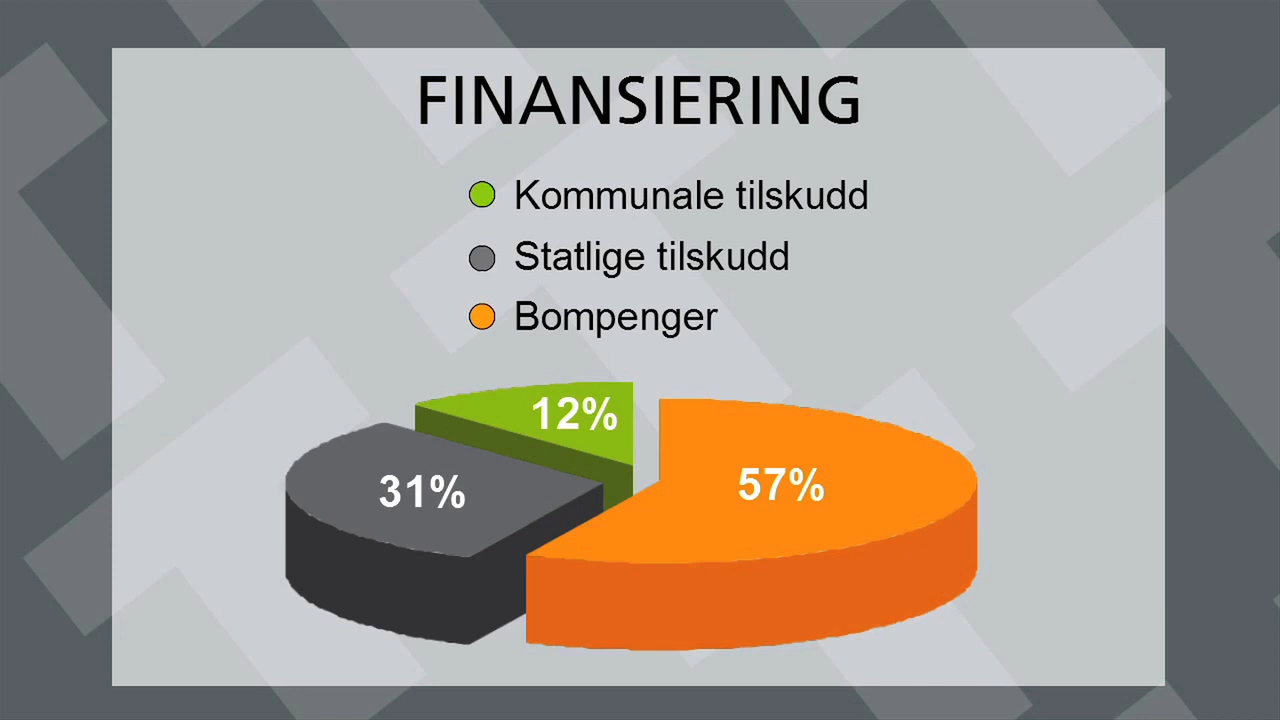 FINANSIERING
Kommunale tilskudd
Statlige tilskudd
Bompenger
12%
31%
57%